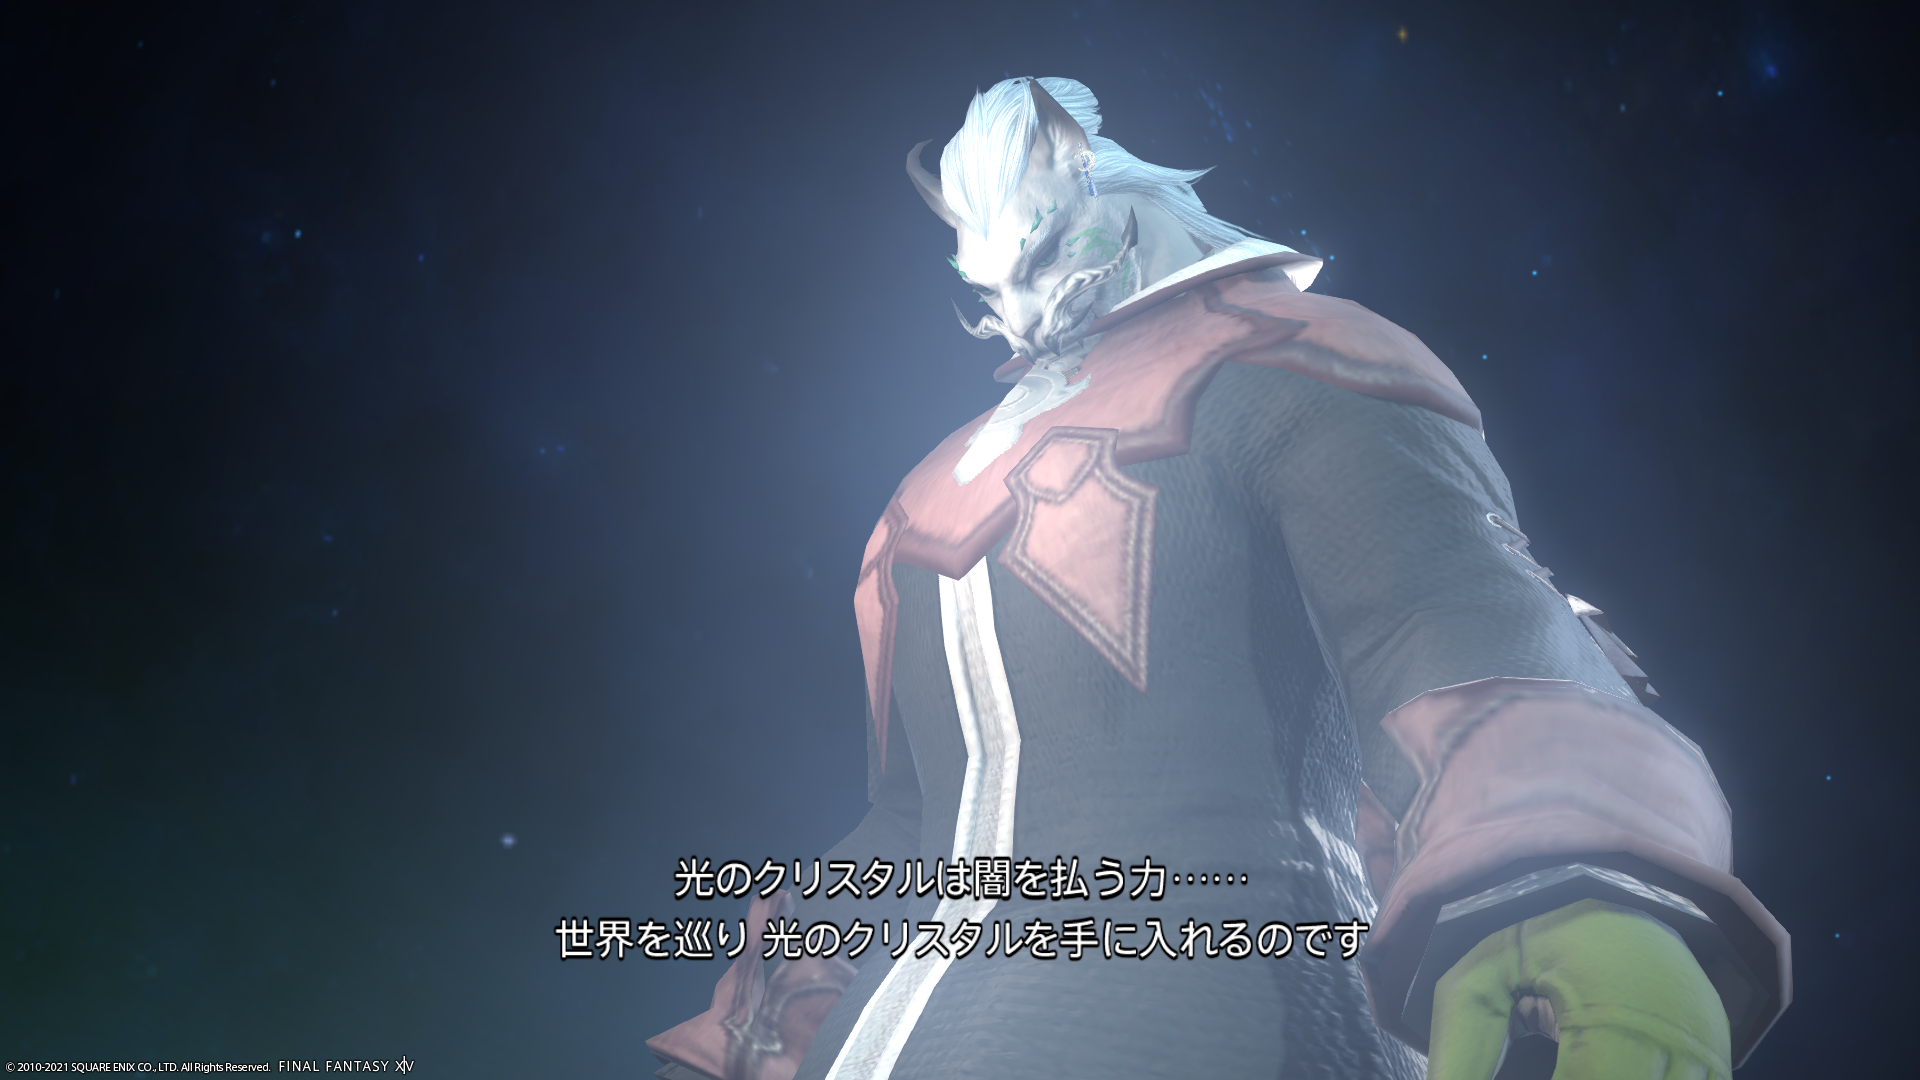 光のクリスタルは闇を払う力……
世界を巡り 光のクリスタルを手に入れるのです
© 2010-2021 SQUARE ENIX CO., LTD. All Rights Reserved. FINAL FANTASY XIV